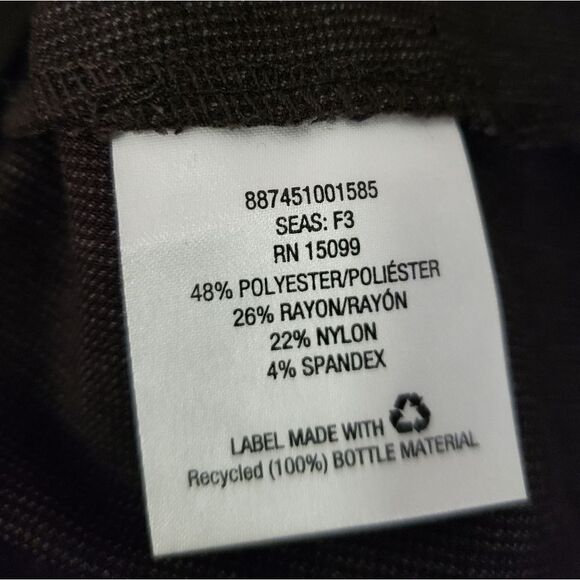 887451001585
SEAS: F3
RN 15099
48% POLYESTER/POLIÉSTER
26% RAYON/RAYÓN
22% NYLON
4% SPANDEX
LABEL MADE WITH
Recycled (100%) BOTTLE MATERIAL